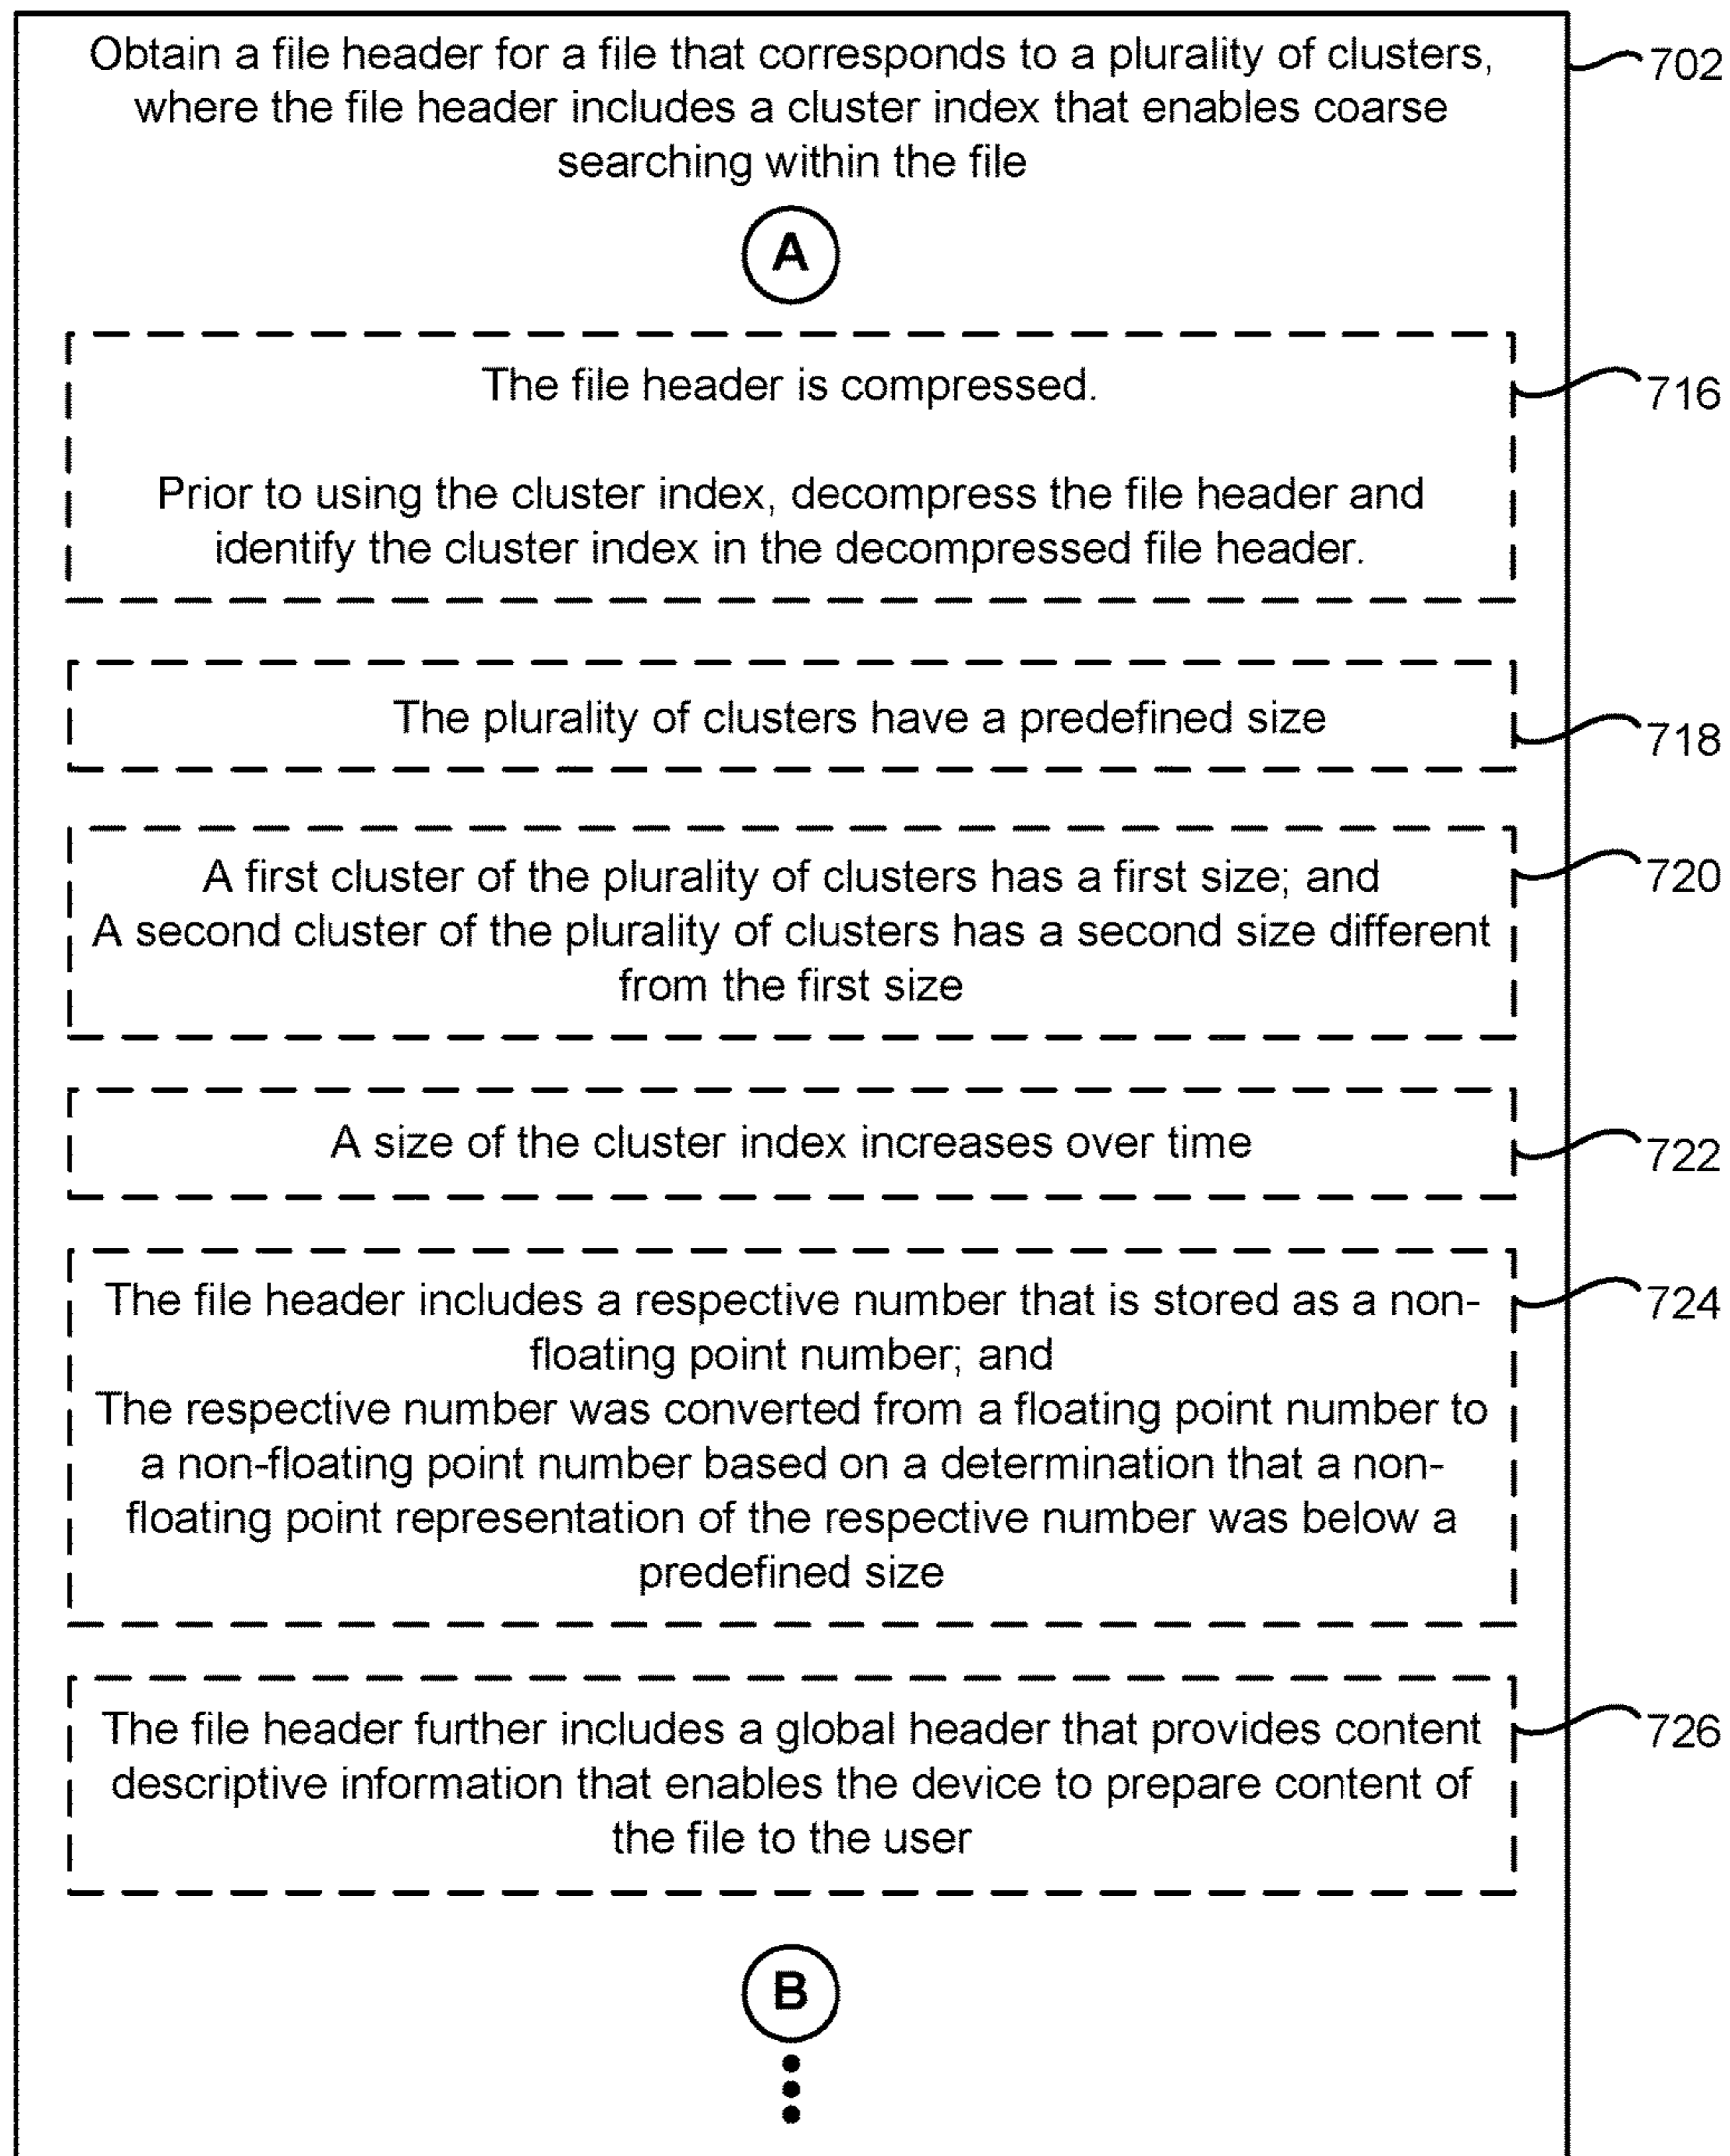 Obtain a file header for a file that corresponds to a plurality of clusters,
where the file header includes a cluster index that enables coarse
searching within the file
702
A
The file header is compressed.
716
Prior to using the cluster index, decompress the file header and
identify the cluster index in the decompressed file header.
The plurality of clusters have a predefined size
718
A first cluster of the plurality of clusters has a first size; and
720
A second cluster of the plurality of clusters has a second size different
from the first size
A size of the cluster index increases over time
722
The file header includes a respective number that is stored as a non-
724
floating point number; and
The respective number was converted from a floating point number to
a non-floating point number based on a determination that a non-
floating point representation of the respective number was below a
predefined size
The file header further includes a global header that provides content
726
descriptive information that enables the device to prepare content of
the file to the user
B